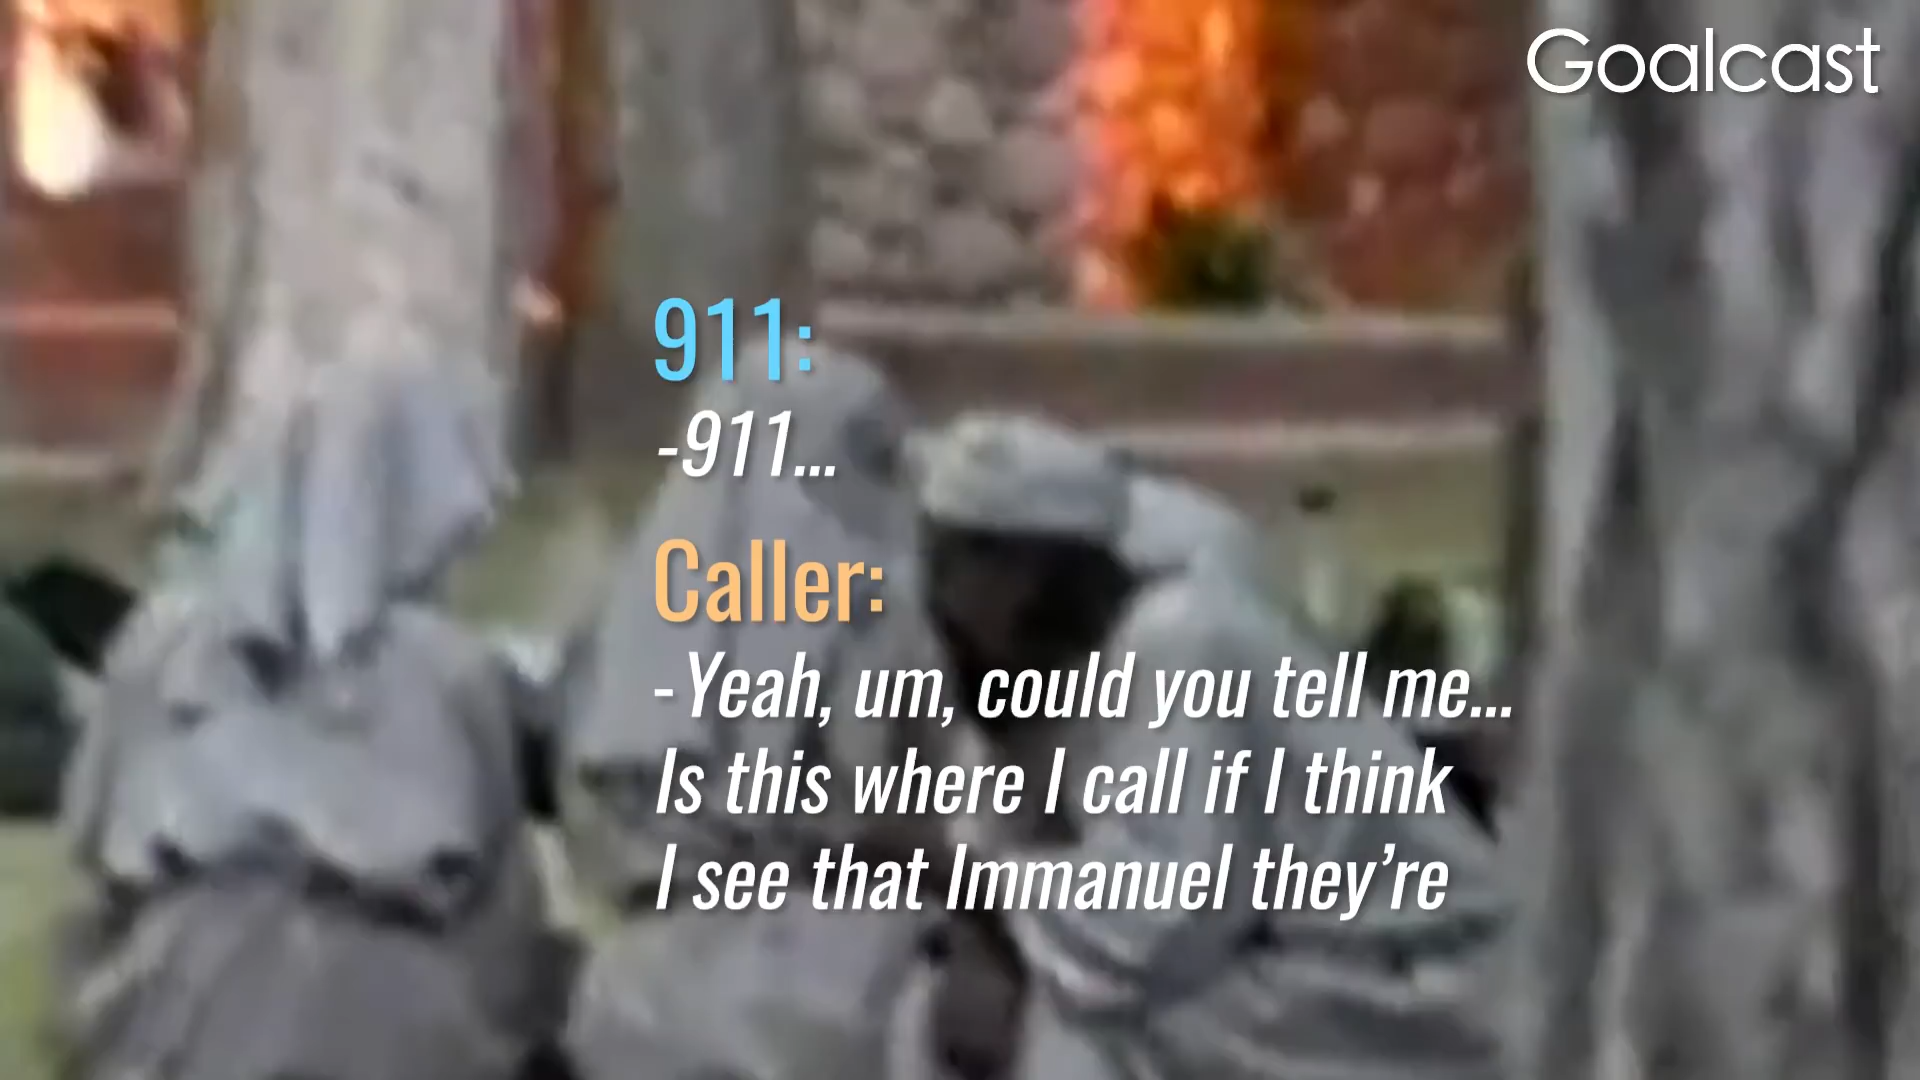 Goalcast
911:
-911...
Caller:
-Yeah, um, could you tell me...
Is this where I call if I think
I see that Immanuel they’re